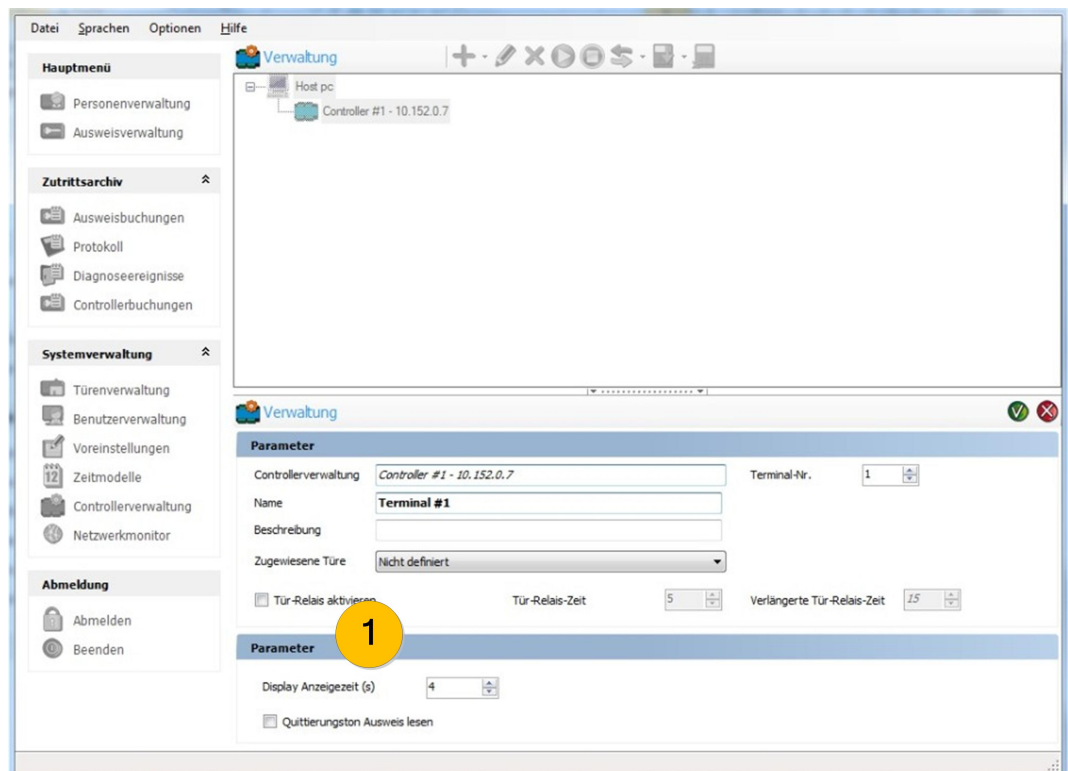 Datei Sprachen Optionen Hilfe
Hauptmenü
Personenverwaltung
Ausweisverwaltung
Zutrittsarchiv
Ausweisbuchungen
Protokoll
Diagnoseereignisse
Controllerbuchungen
Systemverwaltung
Türenverwaltung
Benutzerverwaltung
Voreinstellungen
12 Zeitmodelle
Controllerverwaltung
Netzwerkmonitor
Abmeldung
Abmelden
Beenden
Verwaltung
Host pc
Controller #1 - 10.152.0.7
Verwaltung
Parameter
Controllerverwaltung Controller #1 - 10.152.0.7 Terminal-Nr. 1
Name Terminal #1
Beschreibung
Zugewiesene Türe Nicht definiert
Tür-Relais aktivieren Tür-Relais-Zeit 5 Verlängerte Tür-Relais-Zeit 15
1
Parameter
Display Anzeigezeit (s) 4
Quittierungston Ausweis lesen